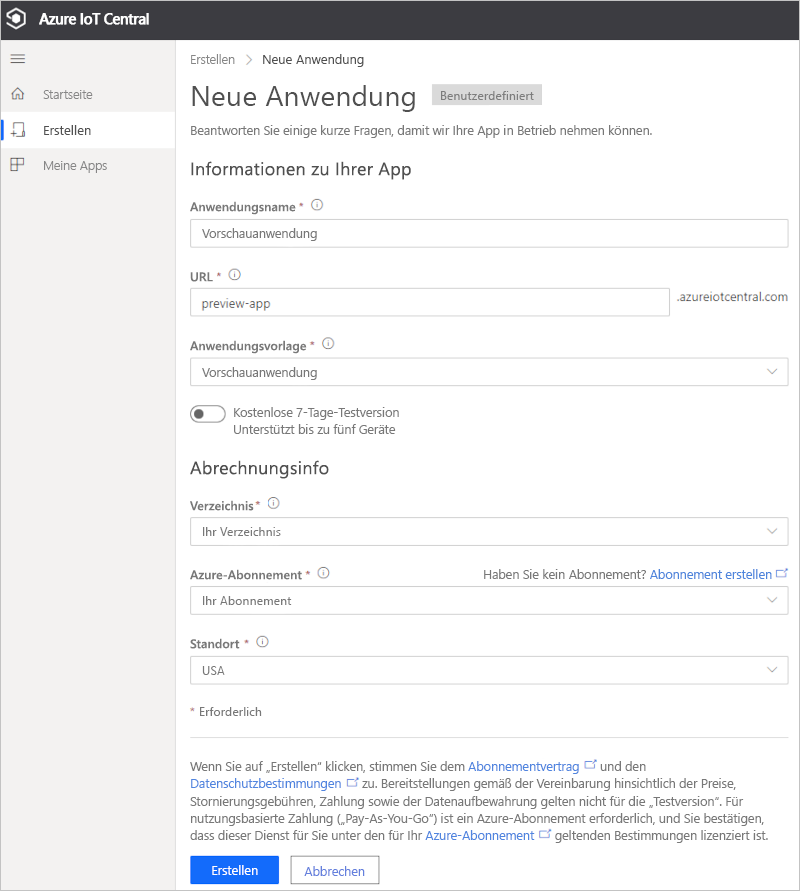 Azure IoT Central
Startseite
Erstellen
Meine Apps
Erstellen > Neue Anwendung
Neue Anwendung Benutzerdefiniert
Beantworten Sie einige kurze Fragen, damit wir Ihre App in Betrieb nehmen können.
Informationen zu Ihrer App
Anwendungsname *
Vorschauanwendung
URL *
preview-app .azureiotcentral.com
Anwendungsvorlage *
Vorschauanwendung
Kostenlose 7-Tage-Testversion
Unterstützt bis zu fünf Geräte
Abrechnungsinfo
Verzeichnis *
Ihr Verzeichnis
Azure-Abonnement * Haben Sie kein Abonnement? Abonnement erstellen
Ihr Abonnement
Standort *
USA
* Erforderlich
Wenn Sie auf „Erstellen“ klicken, stimmen Sie dem Abonnementvertrag und den
Datenschutzbestimmungen zu. Bereitstellungen gemäß der Vereinbarung hinsichtlich der Preise,
Stornierungsgebühren, Zahlung sowie der Datenaufbewahrung gelten nicht für die „Testversion“. Für
nutzungsbasierte Zahlung („Pay-As-You-Go“) ist ein Azure-Abonnement erforderlich, und Sie bestätigen,
dass dieser Dienst für Sie unter den für Ihr Azure-Abonnement geltenden Bestimmungen lizenziert ist.
Erstellen Abbrechen